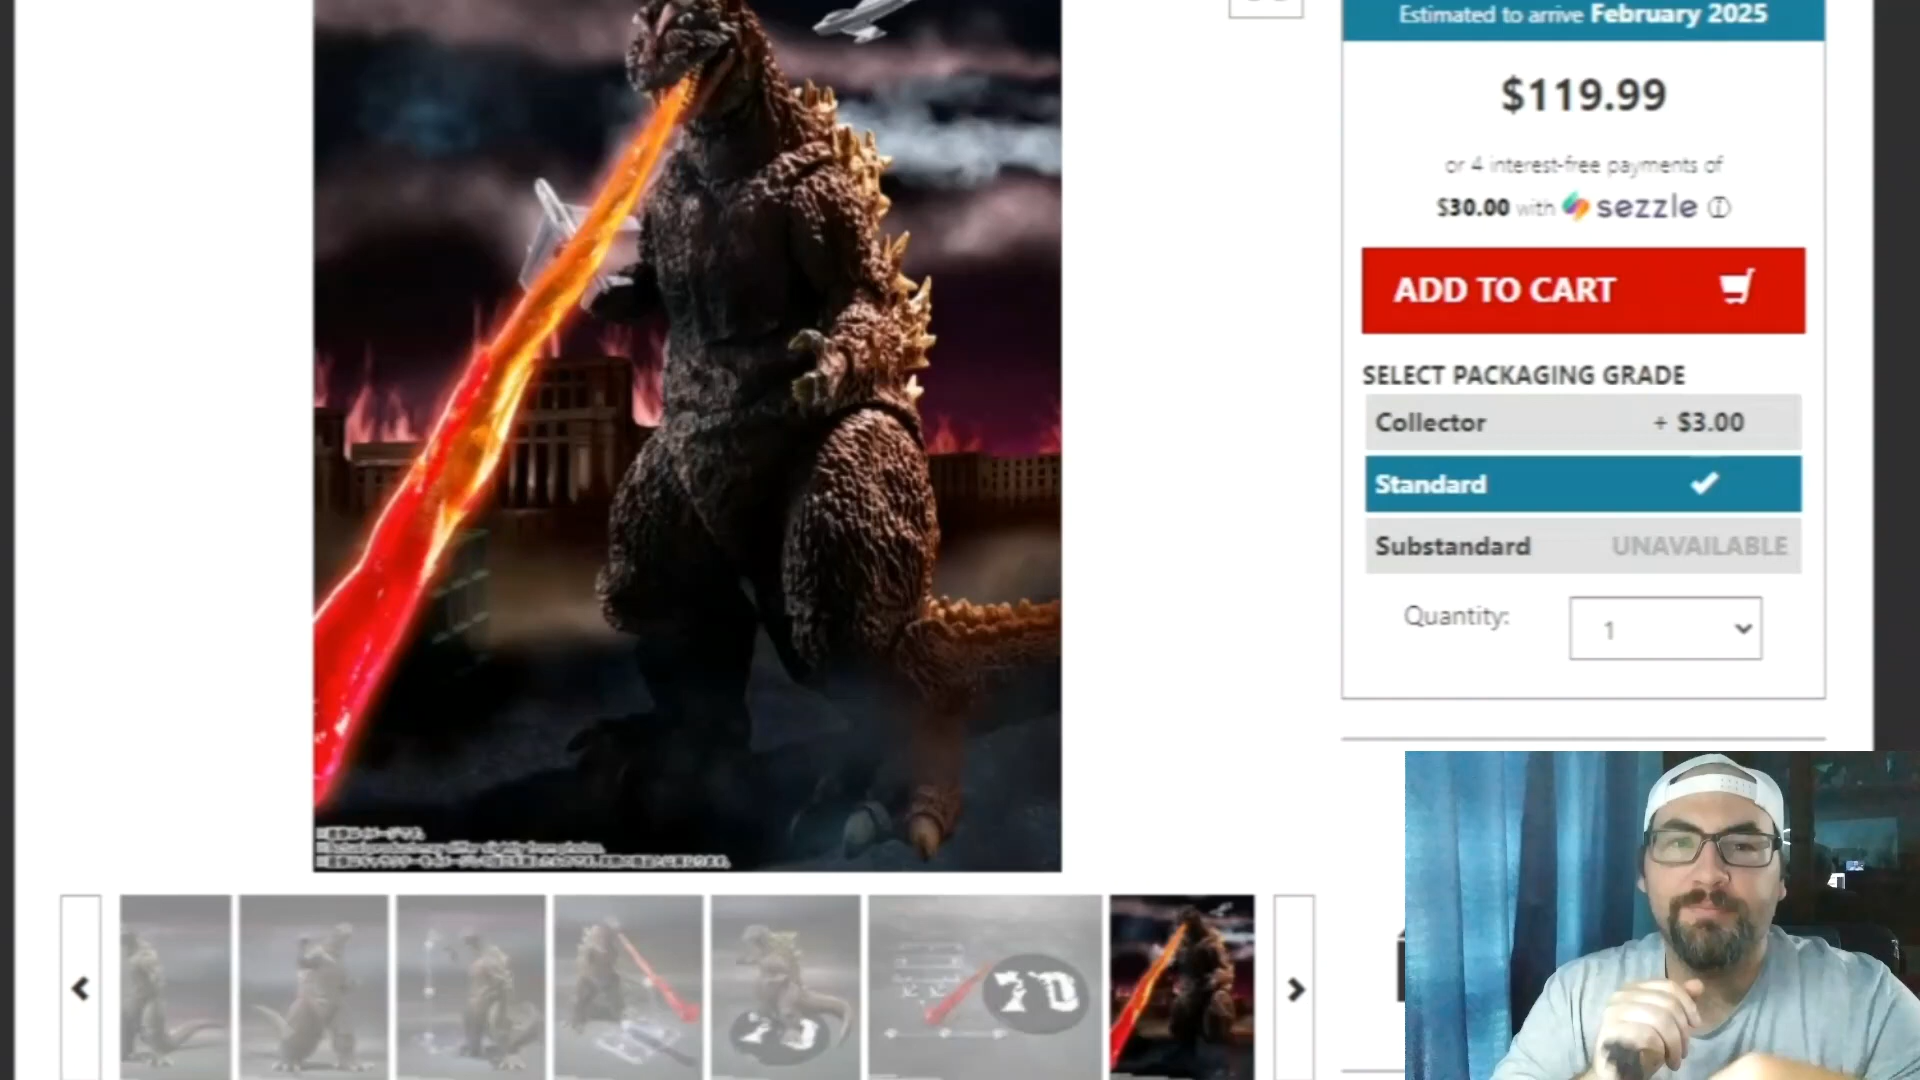 Estimated to arrive February 2025
$119.99
or 4 interest-free payments of
$30.00 with sezzle
ADD TO CART
SELECT PACKAGING GRADE
Collector + $3.00
Standard
Substandard UNAVAILABLE
Quantity:
1
70